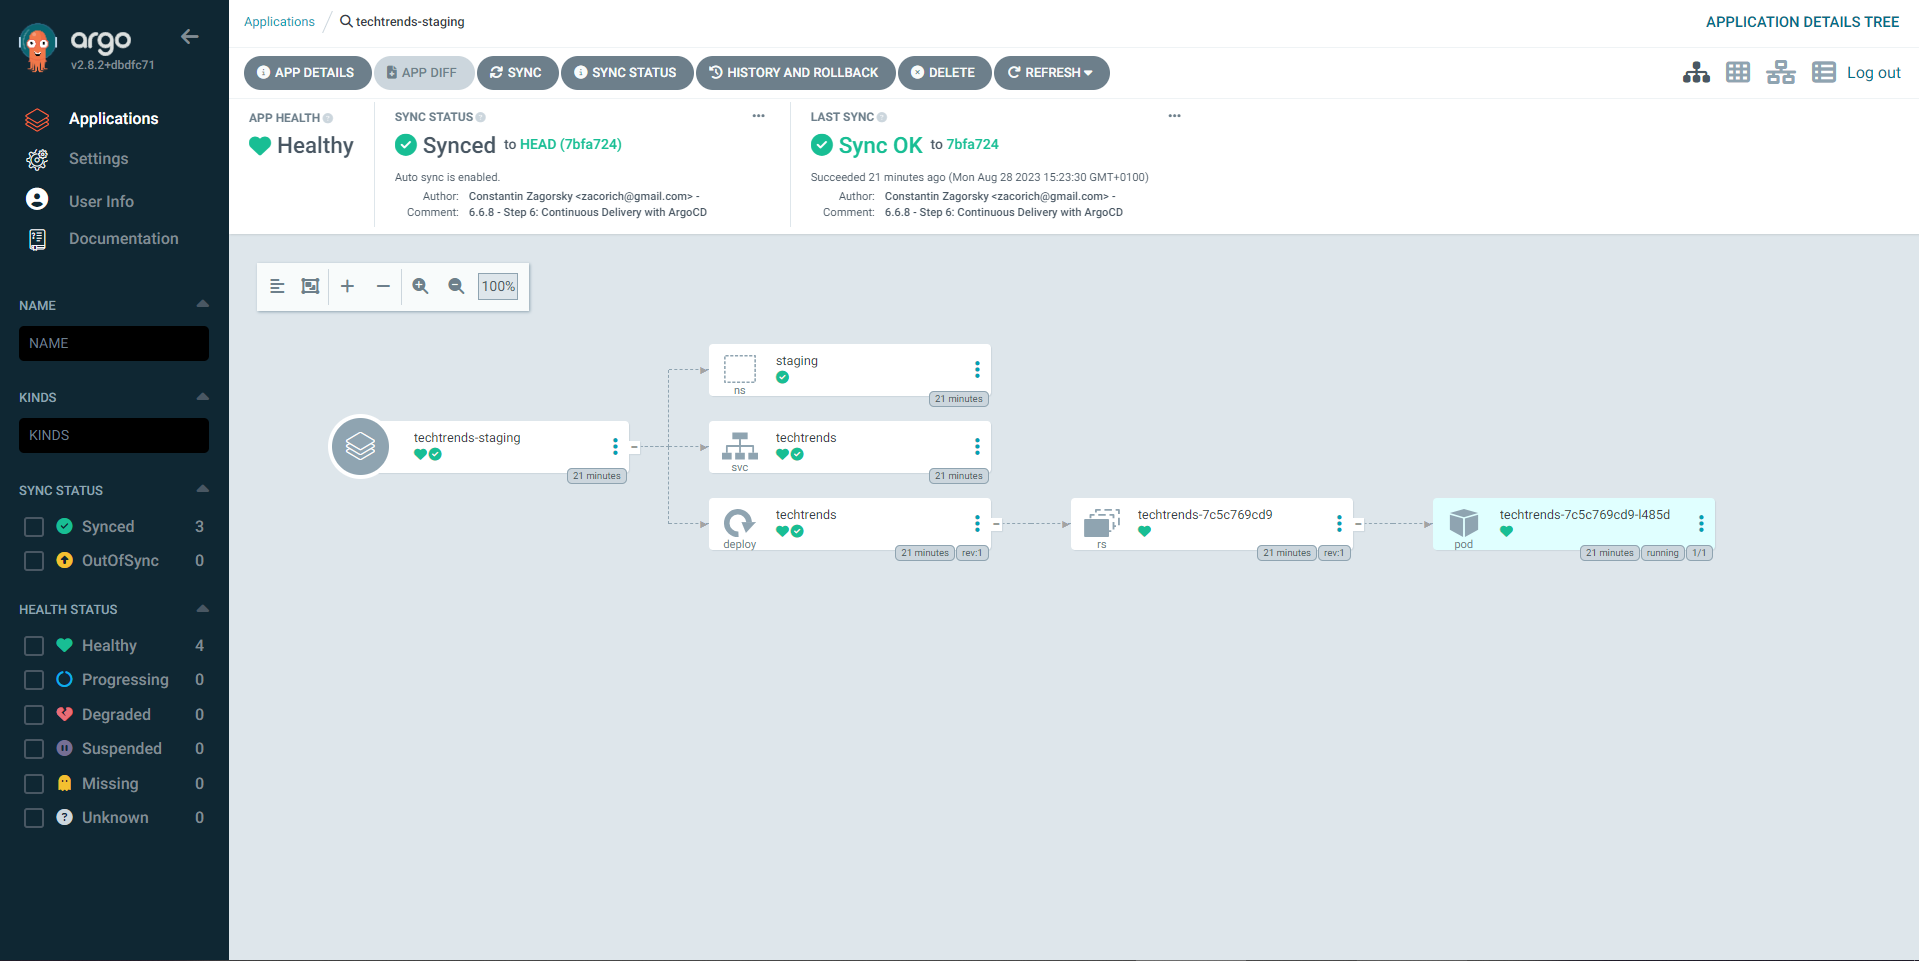 argo
v2.8.2+dbdfc71
Applications
Settings
User Info
Documentation
NAME
NAME
KINDS
KINDS
SYNC STATUS
Synced 3
OutOfSync 0
HEALTH STATUS
Healthy 4
Progressing 0
Degraded 0
Suspended 0
Missing 0
Unknown 0
Applications / techtrends-staging
APPLICATION DETAILS TREE
APP DETAILS APP DIFF SYNC SYNC STATUS HISTORY AND ROLLBACK DELETE REFRESH
Log out
APP HEALTH
Healthy
SYNC STATUS
Synced to HEAD (7bfa724)
Auto sync is enabled.
Author: Constantin Zagorsky <zacorich@gmail.com> -
Comment: 6.6.8 - Step 6: Continuous Delivery with ArgoCD
LAST SYNC
Sync OK to 7bfa724
Succeeded 21 minutes ago (Mon Aug 28 2023 15:23:30 GMT+0100)
Author: Constantin Zagorsky <zacorich@gmail.com> -
Comment: 6.6.8 - Step 6: Continuous Delivery with ArgoCD
100%
techtrends-staging
21 minutes
staging
ns
21 minutes
techtrends
svc
21 minutes
techtrends
deploy
21 minutes rev:1
techtrends-7c5c769cd9
rs
21 minutes rev:1
techtrends-7c5c769cd9-l485d
pod
21 minutes running 1/1